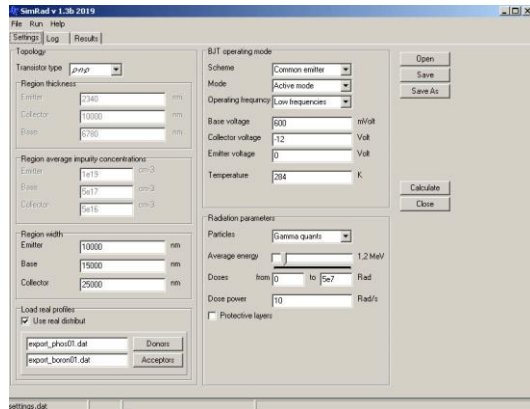 SimRad v 1.3b 2019
File Run Help
Settings Log Results
Topology
Transistor type p-n-p
Region thickness
Emitter 2340 nm
Collector 10000 nm
Base 6780 nm
Region average impurity concentrations
Emitter 1e19 cm-3
Base 5e17 cm-3
Collector 5e16 cm-3
Region width
Emitter 10000 nm
Base 15000 nm
Collector 25000 nm
Load real profiles
Use real distribut
export_phos01.dat Donors
export_boron01.dat Acceptors
BJT operating mode
Scheme Common emitter
Mode Active mode
Operating frequncy Low frequencies
Base voltage 600 mVolt
Collector voltage -12 Volt
Emitter voltage 0 Volt
Temperature 284 K
Radiation parameters
Particles Gamma quants
Average energy 1,2 MeV
Doses from 0 to 5e7 Rad
Dose power 10 Rad/s
Protective layers
Open
Save
Save As
Calculate
Close
settings.dat